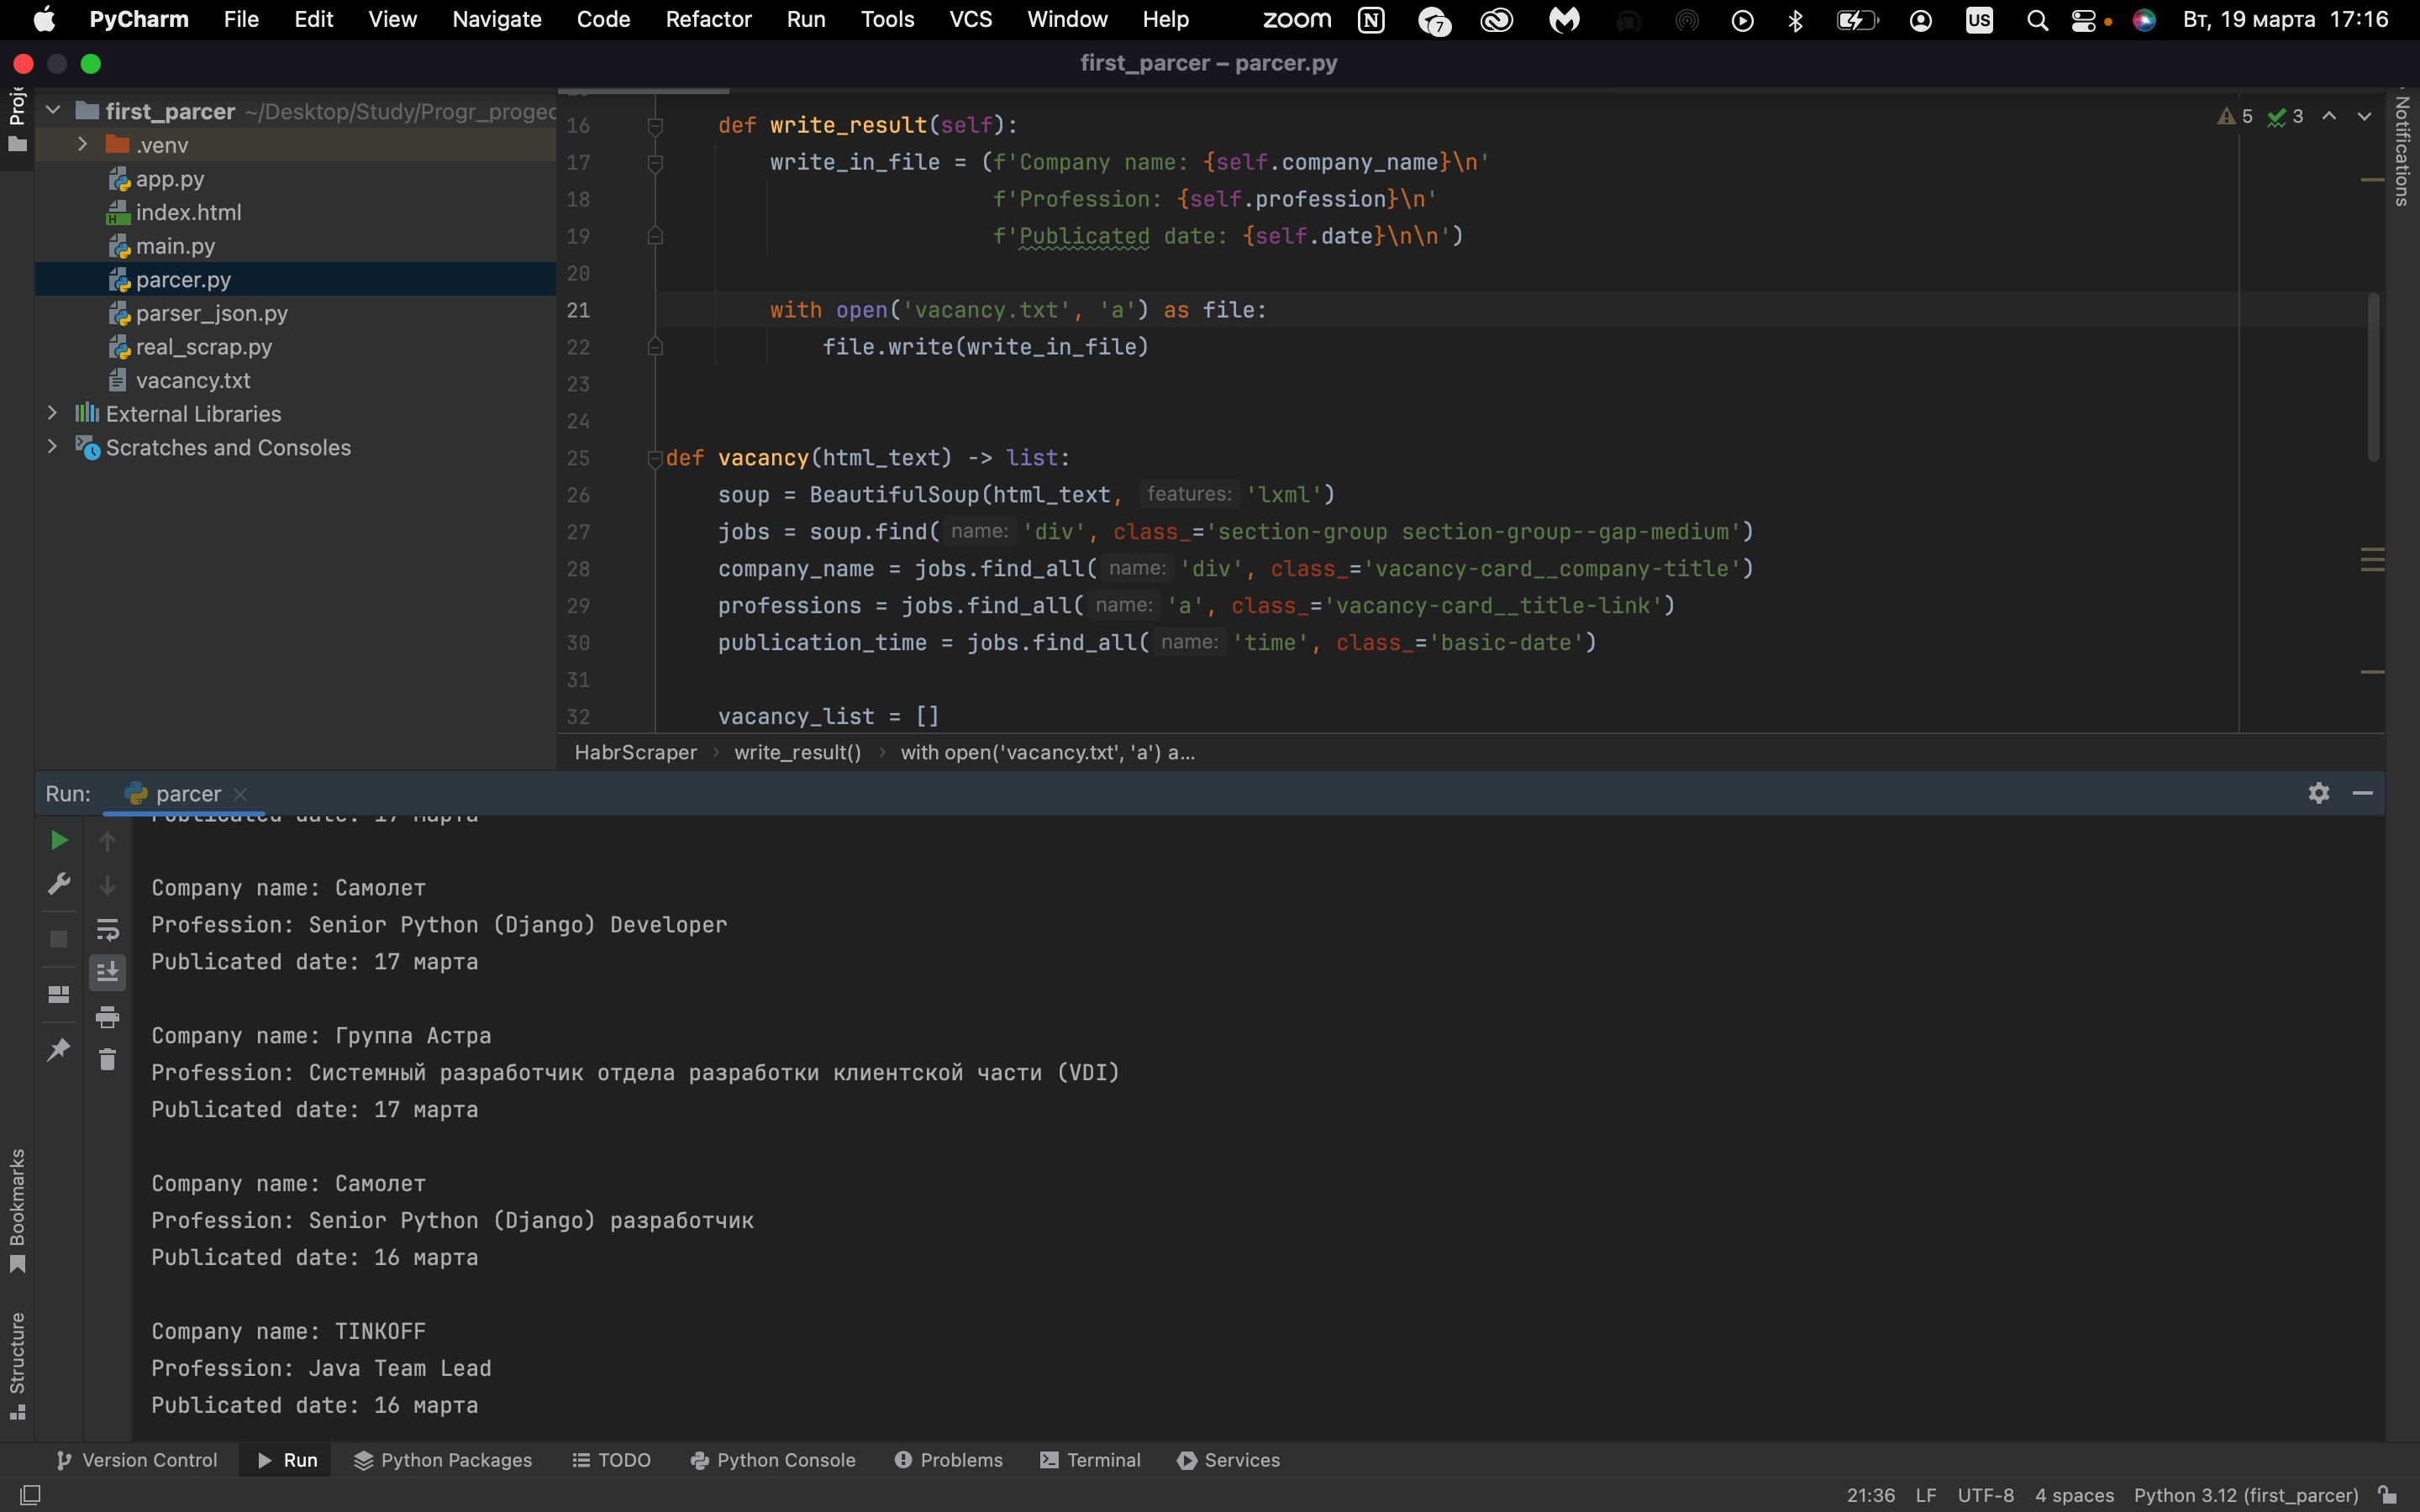 PyCharm File Edit View Navigate Code Refactor Run Tools VCS Window Help zoom N 7 US Вт, 19 марта 17:16
first_parcer – parcer.py
Proje
first_parcer ~/Desktop/Study/Progr_progec
.venv
app.py
index.html
main.py
parcer.py
parser_json.py
real_scrap.py
vacancy.txt
External Libraries
Scratches and Consoles
16 def write_result(self):
17 write_in_file = (f'Company name: {self.company_name}\n'
18 f'Profession: {self.profession}\n'
19 f'Publicated date: {self.date}\n\n')
20
21 with open('vacancy.txt', 'a') as file:
22 file.write(write_in_file)
23
24
25 def vacancy(html_text) -> list:
26 soup = BeautifulSoup(html_text, features: 'lxml')
27 jobs = soup.find( name: 'div', class_='section-group section-group--gap-medium')
28 company_name = jobs.find_all( name: 'div', class_='vacancy-card__company-title')
29 professions = jobs.find_all( name: 'a', class_='vacancy-card__title-link')
30 publication_time = jobs.find_all( name: 'time', class_='basic-date')
31
32 vacancy_list = []
5 3
Notifications
HabrScraper write_result() with open('vacancy.txt', 'a') a...
Run: parcer
Publicated date: 17 марта
Company name: Самолет
Profession: Senior Python (Django) Developer
Publicated date: 17 марта
Company name: Группа Астра
Profession: Системный разработчик отдела разработки клиентской части (VDI)
Publicated date: 17 марта
Company name: Самолет
Profession: Senior Python (Django) разработчик
Publicated date: 16 марта
Company name: TINKOFF
Profession: Java Team Lead
Publicated date: 16 марта
Bookmarks
Structure
Version Control Run Python Packages TODO Python Console Problems Terminal Services
21:36 LF UTF-8 4 spaces Python 3.12 (first_parcer)